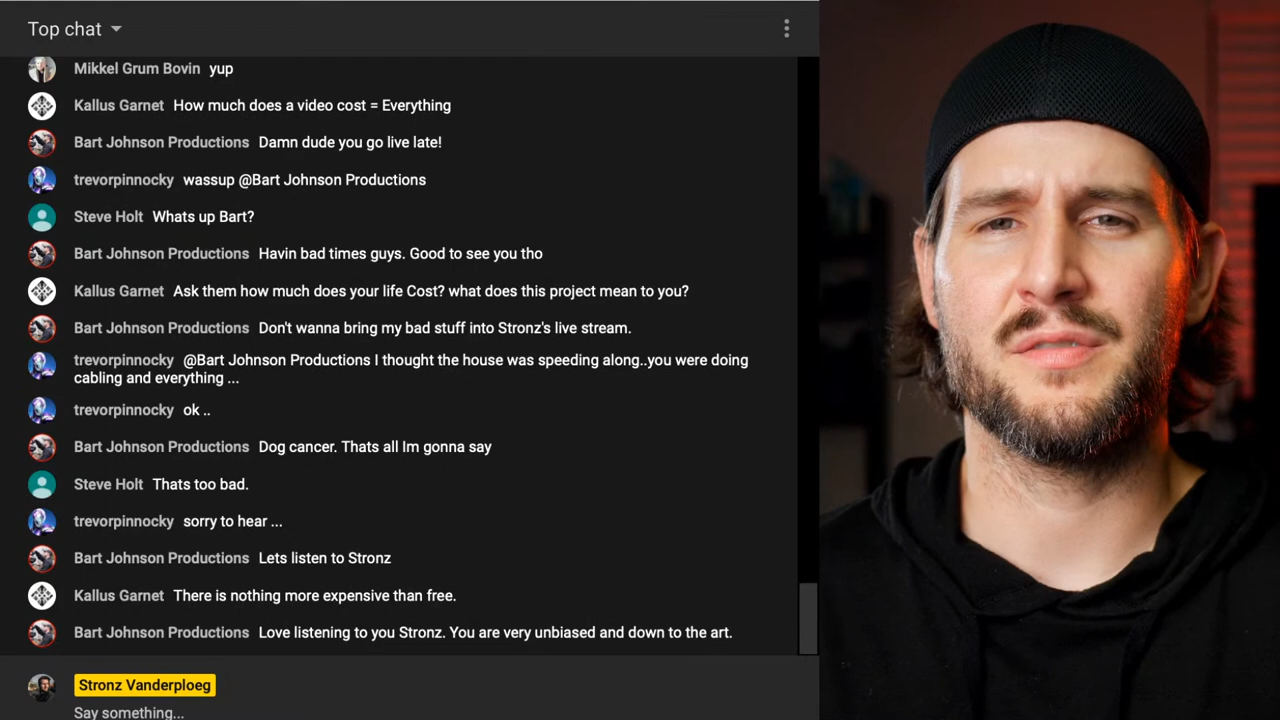 Top chat
Mikkel Grum Bovin yup
Kallus Garnet How much does a video cost = Everything
Bart Johnson Productions Damn dude you go live late!
trevorpinnocky wassup @Bart Johnson Productions
Steve Holt Whats up Bart?
Bart Johnson Productions Havin bad times guys. Good to see you tho
Kallus Garnet Ask them how much does your life Cost? what does this project mean to you?
Bart Johnson Productions Don't wanna bring my bad stuff into Stronz's live stream.
trevorpinnocky @Bart Johnson Productions I thought the house was speeding along..you were doing
cabling and everything ...
trevorpinnocky ok ..
Bart Johnson Productions Dog cancer. Thats all Im gonna say
Steve Holt Thats too bad.
trevorpinnocky sorry to hear ...
Bart Johnson Productions Lets listen to Stronz
Kallus Garnet There is nothing more expensive than free.
Bart Johnson Productions Love listening to you Stronz. You are very unbiased and down to the art.
Stronz Vanderploeg
Say something...